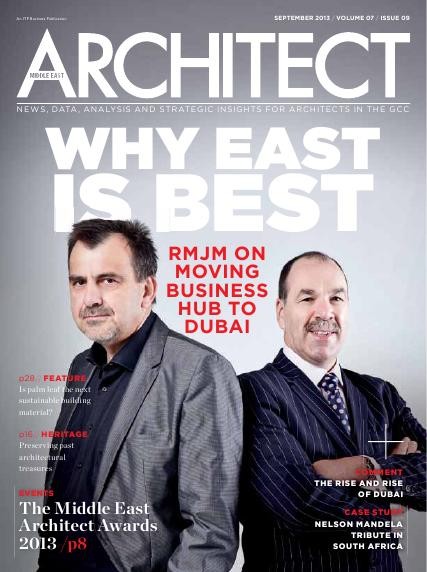 An ITP Business Publication
SEPTEMBER 2013 / VOLUME 07 / ISSUE 09
MIDDLE EAST
ARCHITECT
NEWS, DATA, ANALYSIS AND STRATEGIC INSIGHTS FOR ARCHITECTS IN THE GCC
WHY EAST
IS BEST
RMJM ON
MOVING
BUSINESS
HUB TO
DUBAI
p28 / FEATURE
Is palm leaf the next
sustainable building
material?
p16 / HERITAGE
Preserving past
architectural
treasures
EVENTS
The Middle East
Architect Awards
2013 /p8
COMMENT
THE RISE AND RISE
OF DUBAI
CASE STUDY
NELSON MANDELA
TRIBUTE IN
SOUTH AFRICA